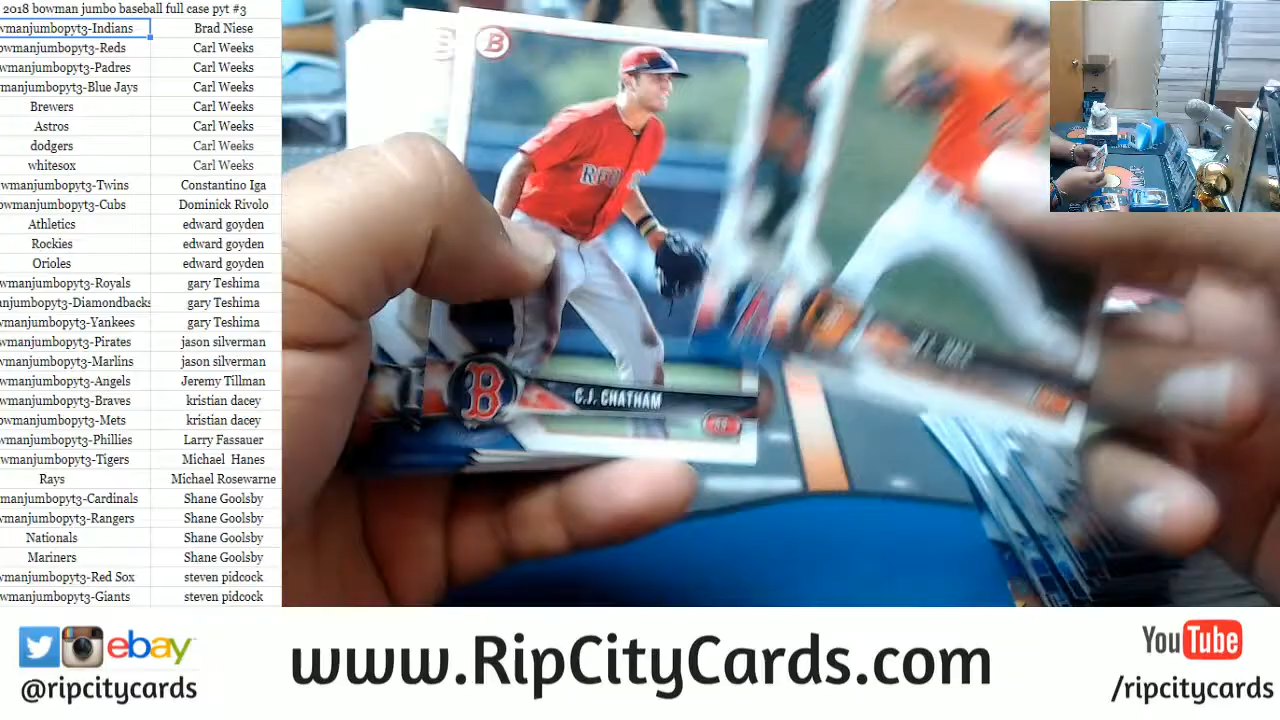 2018 bowman jumbo baseball full case pyt #3
wmanjumbopyt3-Indians Brad Niese
owmanjumbopyt3-Reds Carl Weeks
wmanjumbopyt3-Padres Carl Weeks
manjumbopyt3-Blue Jays Carl Weeks
Brewers Carl Weeks
Astros Carl Weeks
dodgers Carl Weeks
whitesox Carl Weeks
wmanjumbopyt3-Twins Constantino Iga
owmanjumbopyt3-Cubs Dominick Rivolo
Athletics edward goyden
Rockies edward goyden
Orioles edward goyden
wmanjumbopyt3-Royals gary Teshima
anjumbopyt3-Diamondbacks gary Teshima
wmanjumbopyt3-Yankees gary Teshima
wmanjumbopyt3-Pirates jason silverman
wmanjumbopyt3-Marlins jason silverman
wmanjumbopyt3-Angels Jeremy Tillman
wmanjumbopyt3-Braves kristian dacey
owmanjumbopyt3-Mets kristian dacey
wmanjumbopyt3-Phillies Larry Fassauer
wmanjumbopyt3-Tigers Michael Hanes
Rays Michael Rosewarne
manjumbopyt3-Cardinals Shane Goolsby
wmanjumbopyt3-Rangers Shane Goolsby
Nationals Shane Goolsby
Mariners Shane Goolsby
wmanjumbopyt3-Red Sox steven pidcock
wmanjumbopyt3-Giants steven pidcock
B
RED
B
C.J. CHATHAM
ebay
@ripcitycards
www.RipCityCards.com
YouTube
/ripcitycards